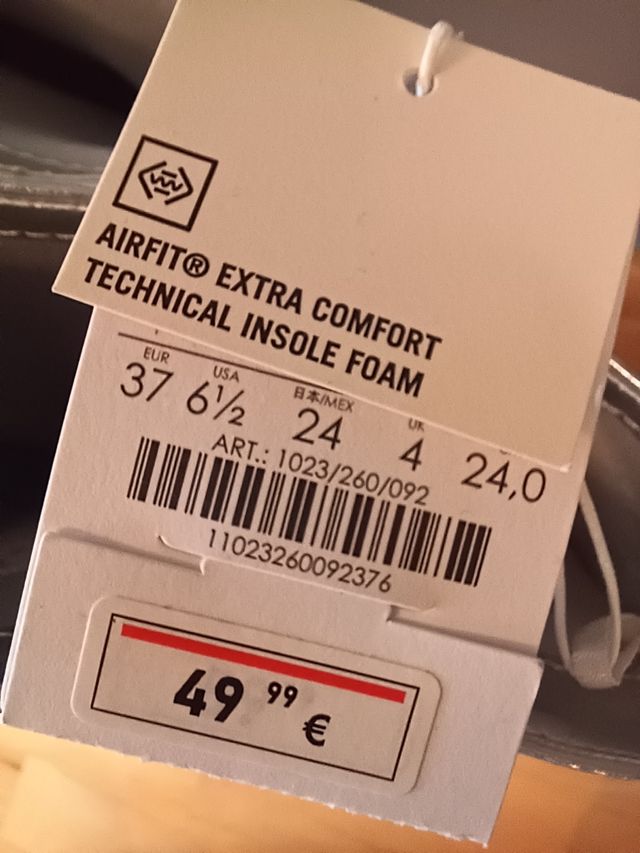 AIRFIT® EXTRA COMFORT
TECHNICAL INSOLE FOAM
EUR USA 日本/MEX UK
37 6½ 24 4 24,0
ART.: 1023/260/092
11023260092376
49 99 €